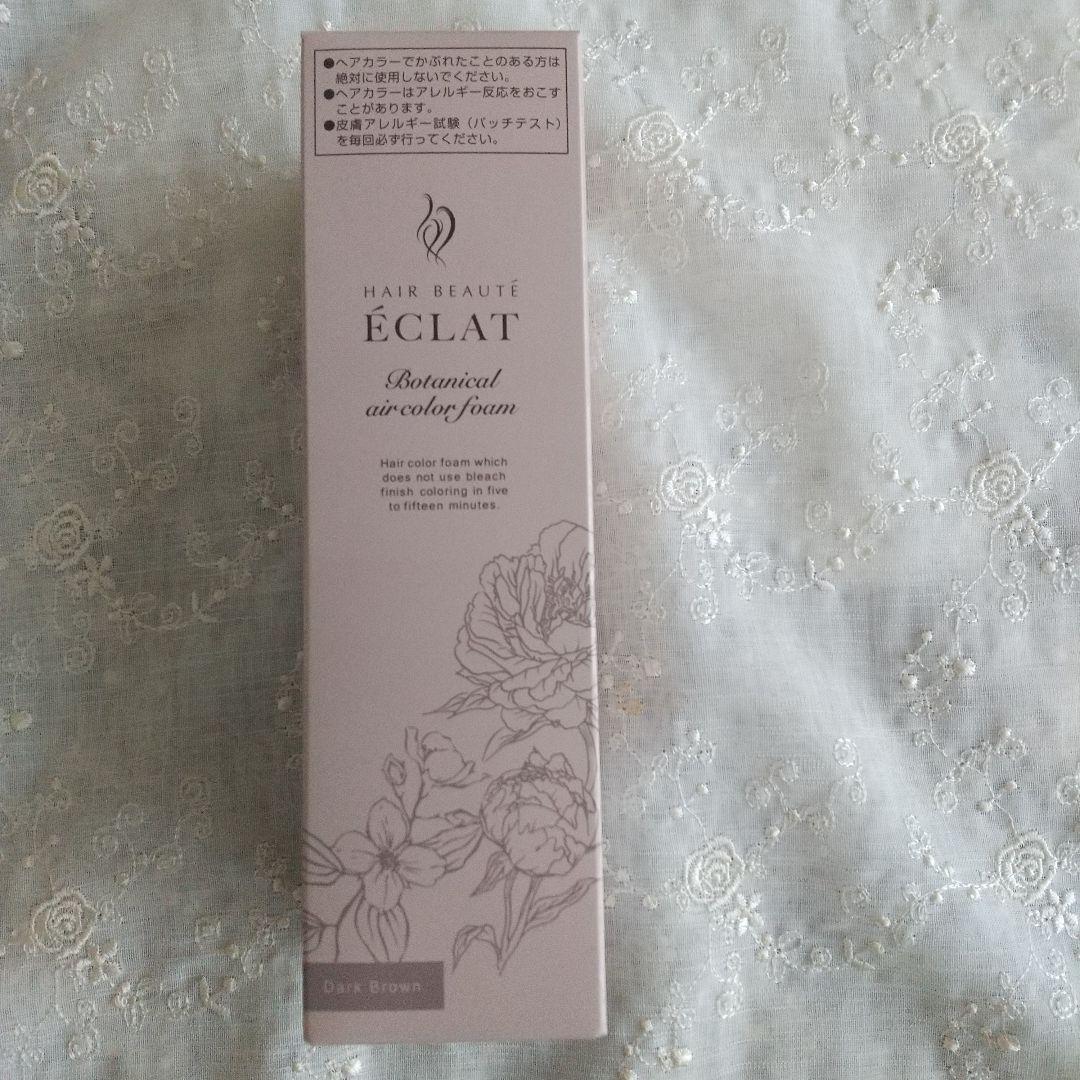 ●ヘアカラーでかぶれたことのある方は
絶対に使用しないでください。
●ヘアカラーはアレルギー反応をおこす
ことがあります。
●皮膚アレルギー試験（パッチテスト）
を毎回必ず行ってください。
HAIR BEAUTÉ
ÉCLAT
Botanical
air color foam
Hair color foam which
does not use bleach
finish coloring in five
to fifteen minutes.
Dark Brown